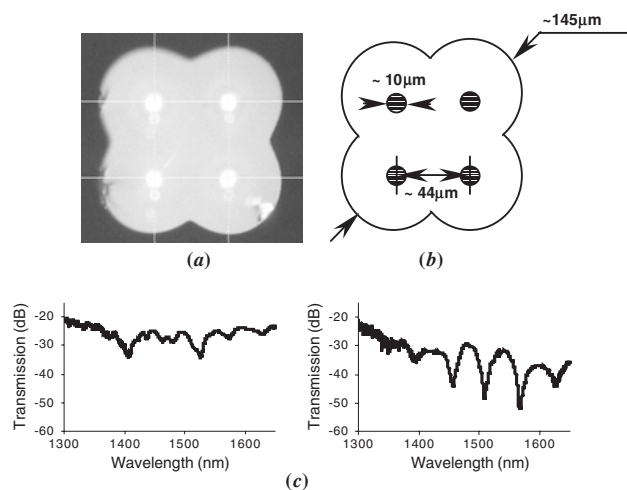 ~145µm
~ 10µm
~ 44µm
(a)
(b)
Transmission (dB)
-20
-30
-40
-50
-60
1300 1400 1500 1600
Wavelength (nm)
Transmission (dB)
-20
-30
-40
-50
-60
1300 1400 1500 1600
Wavelength (nm)
(c)